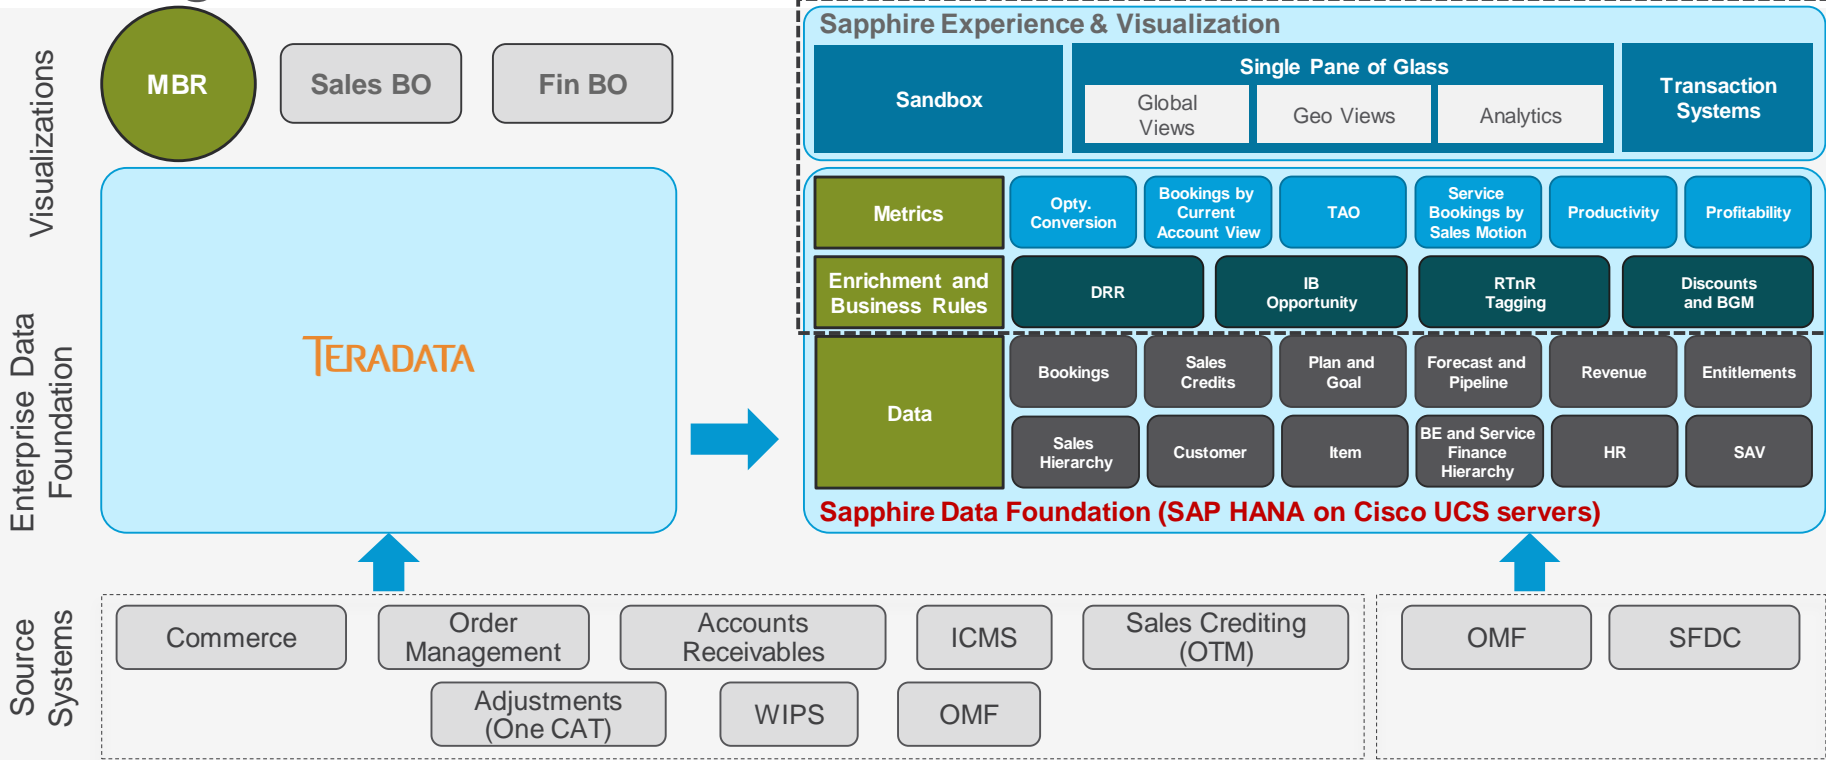 Visualizations
Enterprise Data
Foundation
Source
Systems
MBR
Sales BO
Fin BO
TERADATA
Sapphire Experience & Visualization
Sandbox
Single Pane of Glass
Global
Views
Geo Views
Analytics
Transaction
Systems
Metrics
Opty.
Conversion
Bookings by
Current
Account View
TAO
Service
Bookings by
Sales Motion
Productivity
Profitability
Enrichment and
Business Rules
DRR
IB
Opportunity
RTnR
Tagging
Discounts
and BGM
Data
Bookings
Sales
Credits
Plan and
Goal
Forecast and
Pipeline
Revenue
Entitlements
Sales
Hierarchy
Customer
Item
BE and Service
Finance
Hierarchy
HR
SAV
Sapphire Data Foundation (SAP HANA on Cisco UCS servers)
Commerce
Order
Management
Accounts
Receivables
ICMS
Sales Crediting
(OTM)
Adjustments
(One CAT)
WIPS
OMF
OMF
SFDC